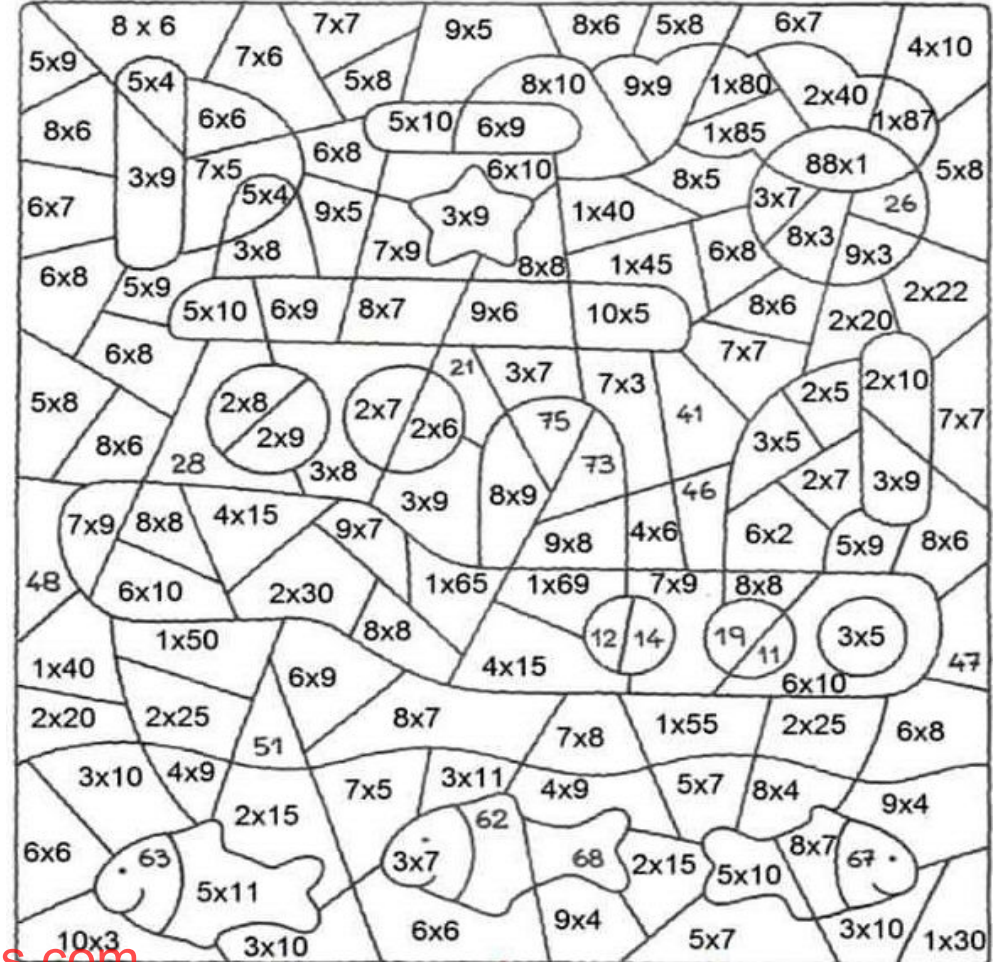 8 x 6 7x7 9x5 8x6 5x8 6x7
5x9 7x6 4x10
5x4 5x8 8x10 9x9 1x80 2x40
8x6 6x6 5x10 6x9 1x87
1x85
7x5 3x9 6x8 6x10 8x5 88x1 5x8
6x7 5x4 9x5 3x9 1x40 3x7 26
3x8 7x9 6x8 8x3 9x3
6x8 5x9 8x8 1x45 8x6 2x22
5x10 6x9 8x7 9x6 10x5 2x20
6x8 21 3x7 7x3 7x7
5x8 2x8 2x9 2x7 2x6 75 41 2x5 2x10 7x7
8x6 28 3x8 73 3x5
3x9 8x9 46 2x7 3x9
7x9 8x8 4x15 9x7 9x8 4x6 6x2 5x9 8x6
48 6x10 2x30 1x65 1x69 7x9 8x8
1x50 8x8 12 14 19 11 3x5
1x40 6x9 4x15 6x10 47
2x20 2x25 8x7 7x8 1x55 2x25 6x8
51
3x10 4x9 7x5 3x11 4x9 5x7 8x4 9x4
2x15 62
6x6 63 5x11 3x7 68 2x15 5x10 8x7 67
10x3 3x10 6x6 9x4 5x7 3x10 1x30
s.com